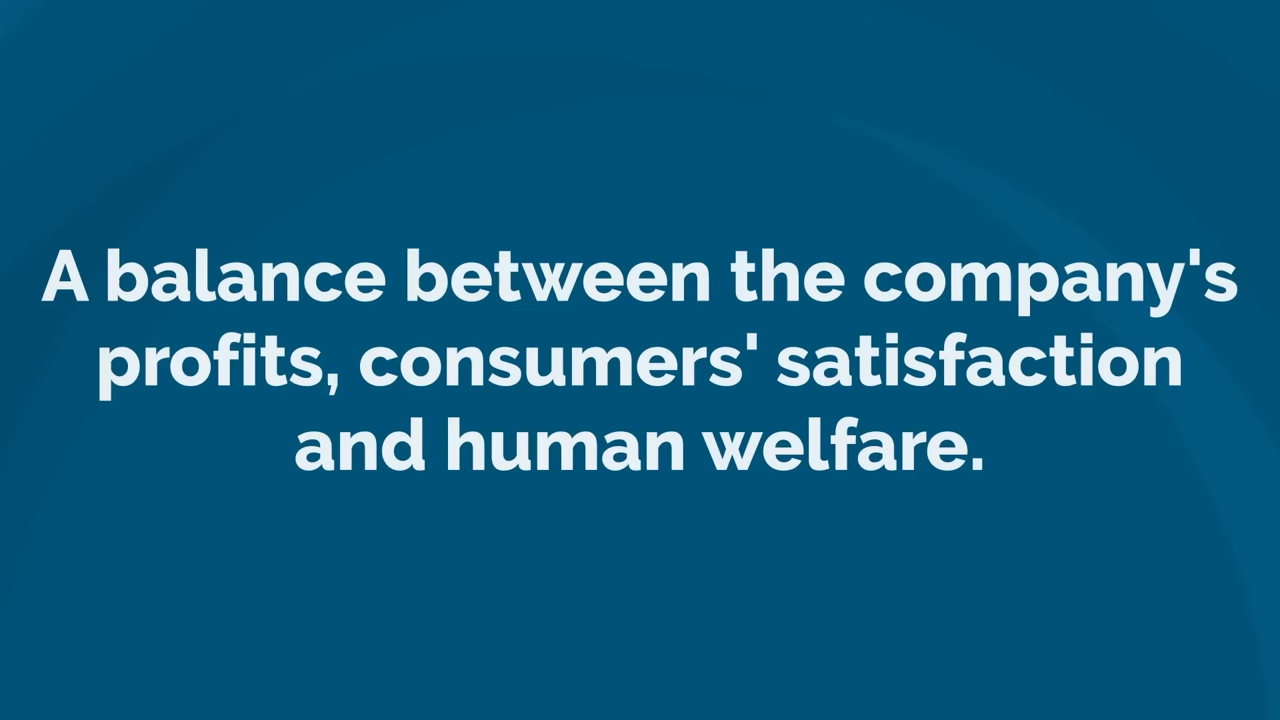 A balance between the company's
profits, consumers' satisfaction
and human welfare.